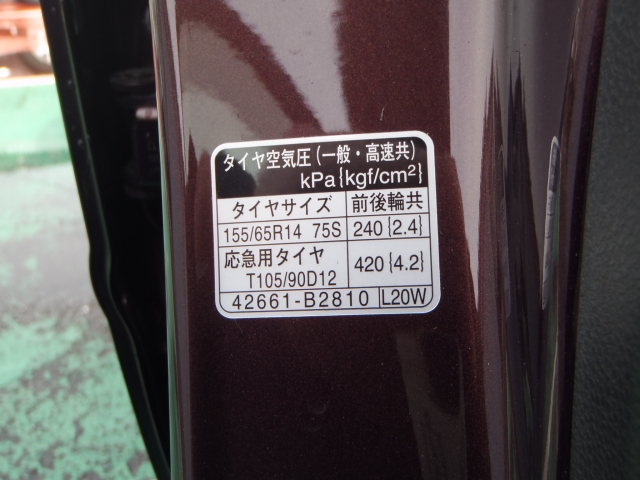 タイヤ空気圧(一般・高速共)
kPa{kgf/cm²}
タイヤサイズ 前後輪共
155/65R14 75S 240{2.4}
応急用タイヤ
T105/90D12 420{4.2}
42661-B2810 L20W